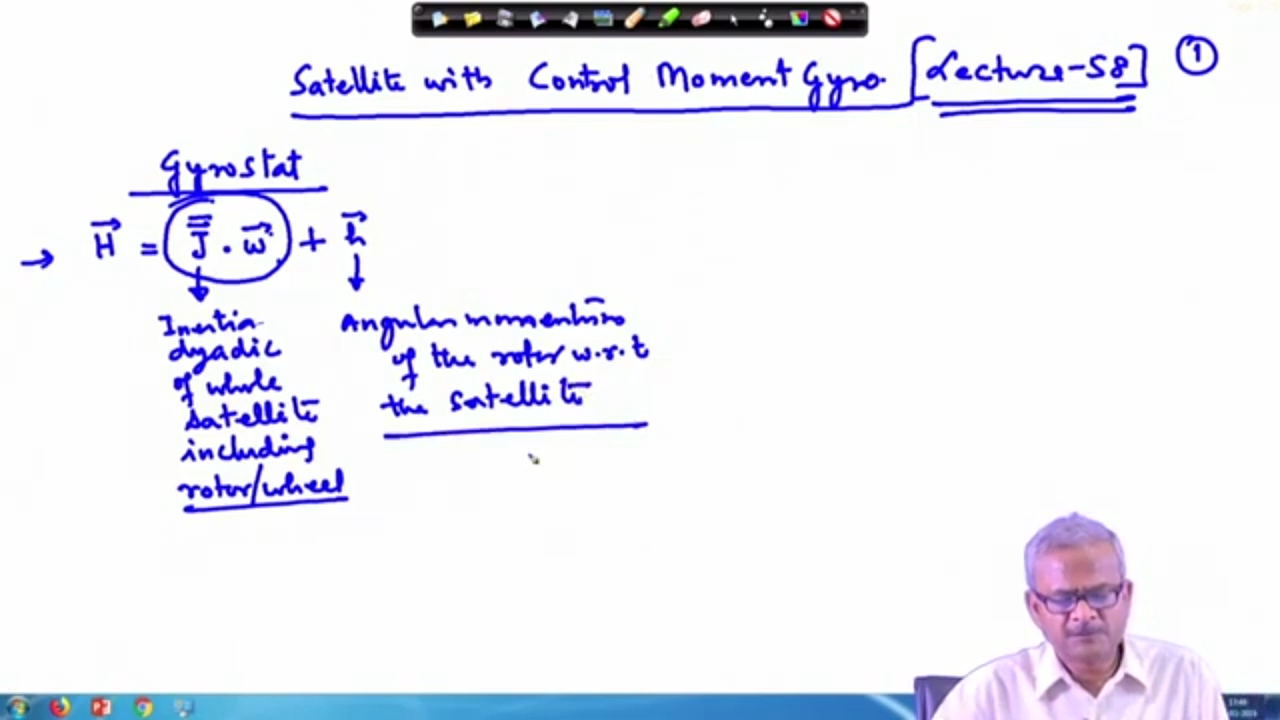 Satellite with Control Moment Gyro [Lecture-58] ①
Gyrostat
→ H⃗ = J̿ . ω⃗ + h⃗
Inertia
dyadic
of whole
satellite
including
rotor/wheel
Angular momentum
of the rotor w.r.t
the satellite